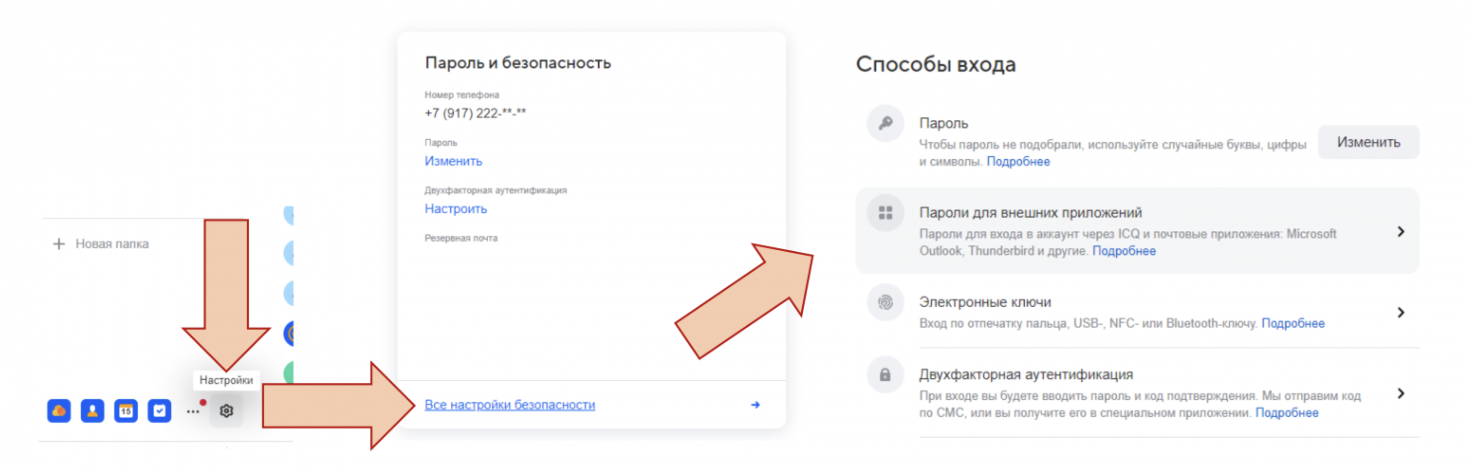 Новая папка
Настройки
15
Пароль и безопасность
Номер телефона
+7 (917) 222-**-**
Пароль
Изменить
Двухфакторная аутентификация
Настроить
Резервная почта
Все настройки безопасности
Способы входа
Пароль
Чтобы пароль не подобрали, используйте случайные буквы, цифры
и символы. Подробнее
Изменить
Пароли для внешних приложений
Пароли для входа в аккаунт через ICQ и почтовые приложения: Microsoft
Outlook, Thunderbird и другие. Подробнее
Электронные ключи
Вход по отпечатку пальца, USB-, NFC- или Bluetooth-ключу. Подробнее
Двухфакторная аутентификация
При входе вы будете вводить пароль и код подтверждения. Мы отправим код
по СМС, или вы получите его в специальном приложении. Подробнее